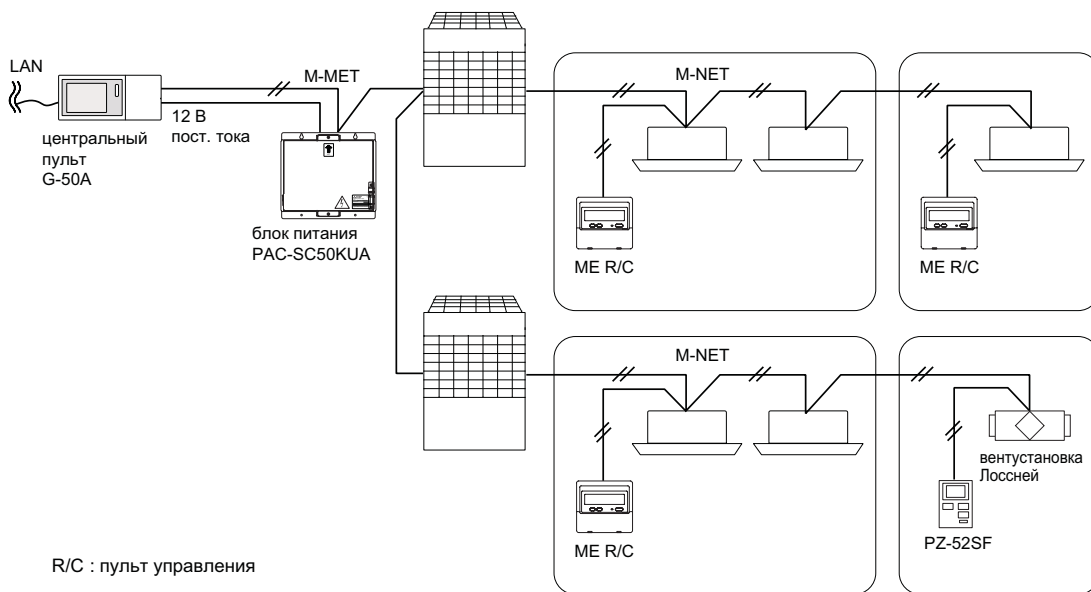 LAN
центральный
пульт
G-50A
12 В
пост. тока
M-MET
блок питания
PAC-SC50KUA
M-NET
ME R/C
ME R/C
M-NET
ME R/C
вентустановка
Лоссней
PZ-52SF
R/C : пульт управления